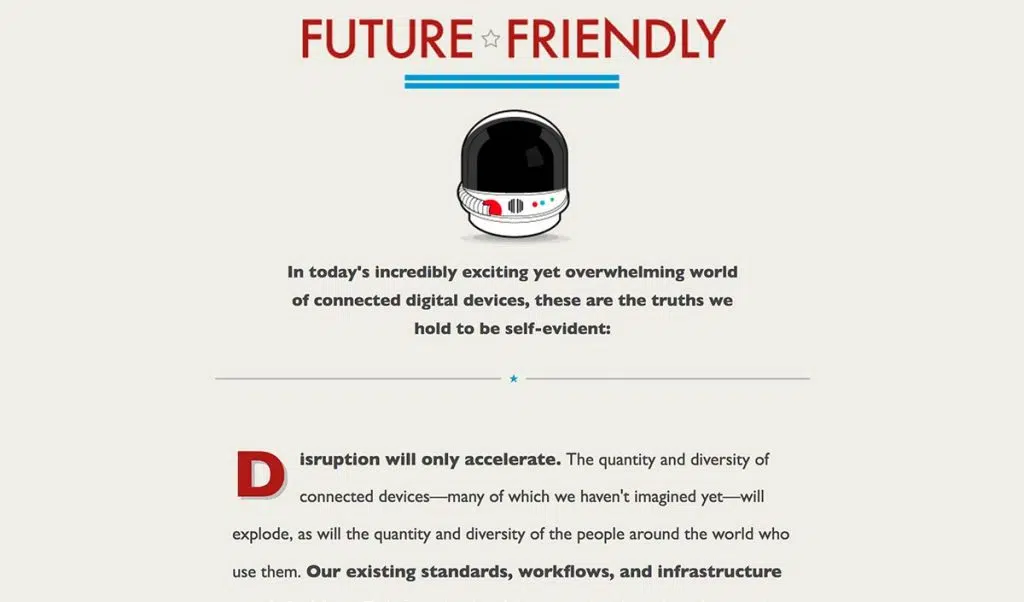 FUTURE FRIENDLY
In today's incredibly exciting yet overwhelming world
of connected digital devices, these are the truths we
hold to be self-evident:
Disruption will only accelerate. The quantity and diversity of
connected devices—many of which we haven't imagined yet—will
explode, as will the quantity and diversity of the people around the world who
use them. Our existing standards, workflows, and infrastructure